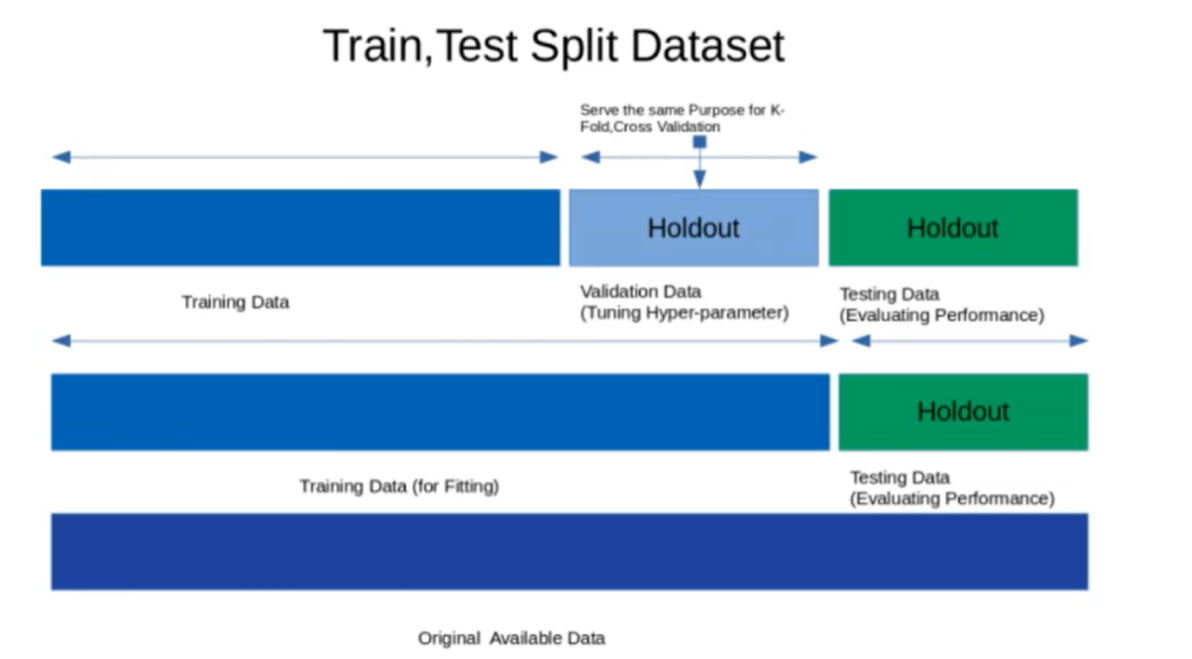 Train,Test Split Dataset
Serve the same Purpose for K-
Fold,Cross Validation
Holdout
Holdout
Training Data
Validation Data
(Tuning Hyper-parameter)
Testing Data
(Evaluating Performance)
Holdout
Training Data (for Fitting)
Testing Data
(Evaluating Performance)
Original  Available Data